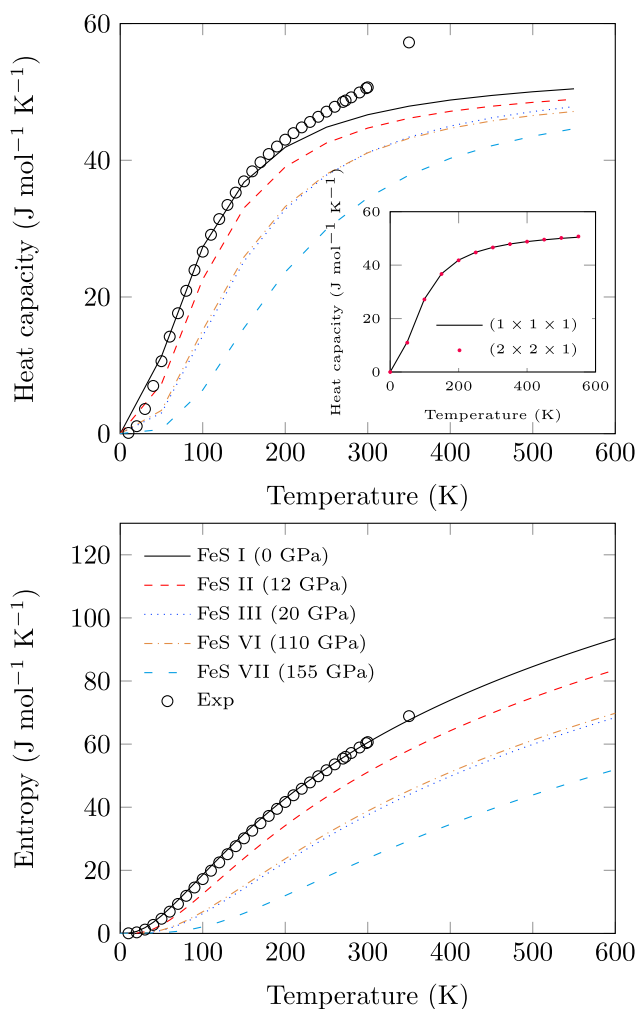 60
40
20
0
Heat capacity (J mol⁻¹ K⁻¹)
0 100 200 300 400 500 600
Temperature (K)
60
40
20
0
Heat capacity (J mol⁻¹ K⁻¹)
(1 × 1 × 1)
(2 × 2 × 1)
0 200 400 600
Temperature (K)
120
100
80
60
40
20
0
Entropy (J mol⁻¹ K⁻¹)
FeS I (0 GPa)
FeS II (12 GPa)
FeS III (20 GPa)
FeS VI (110 GPa)
FeS VII (155 GPa)
Exp
0 100 200 300 400 500 600
Temperature (K)